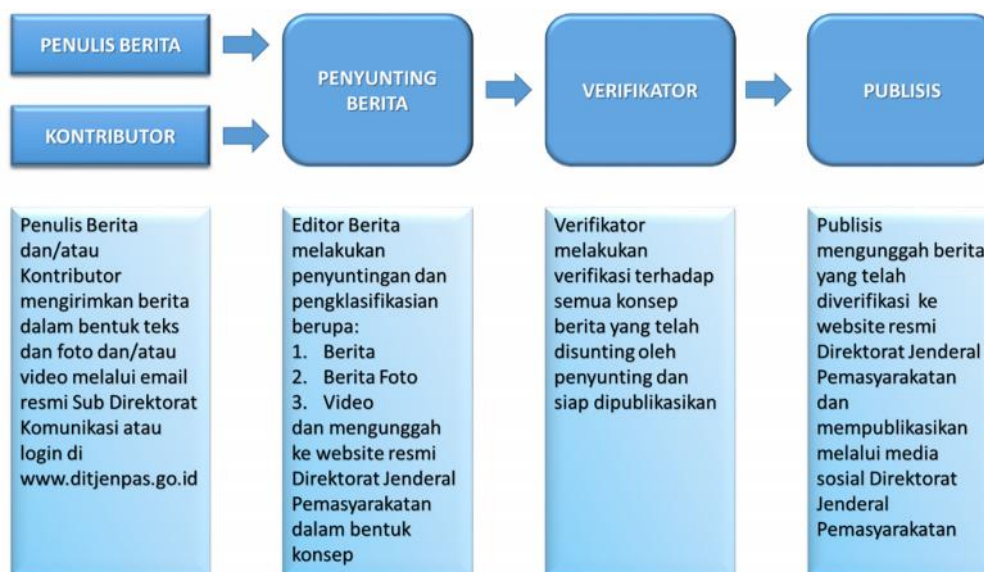 PENULIS BERITA
KONTRIBUTOR
PENYUNTING
BERITA
VERIFIKATOR
PUBLISIS
Penulis Berita
dan/atau
Kontributor
mengirimkan berita
dalam bentuk teks
dan foto dan/atau
video melalui email
resmi Sub Direktorat
Komunikasi atau
login di
www.ditjenpas.go.id
Editor Berita
melakukan
penyuntingan dan
pengklasifikasian
berupa:
1. Berita
2. Berita Foto
3. Video
dan mengunggah
ke website resmi
Direktorat Jenderal
Pemasyarakatan
dalam bentuk
konsep
Verifikator
melakukan
verifikasi terhadap
semua konsep
berita yang telah
disunting oleh
penyunting dan
siap dipublikasikan
Publisis
mengunggah berita
yang telah
diverifikasi ke
website resmi
Direktorat Jenderal
Pemasyarakatan
dan
mempublikasikan
melalui media
sosial Direktorat
Jenderal
Pemasyarakatan